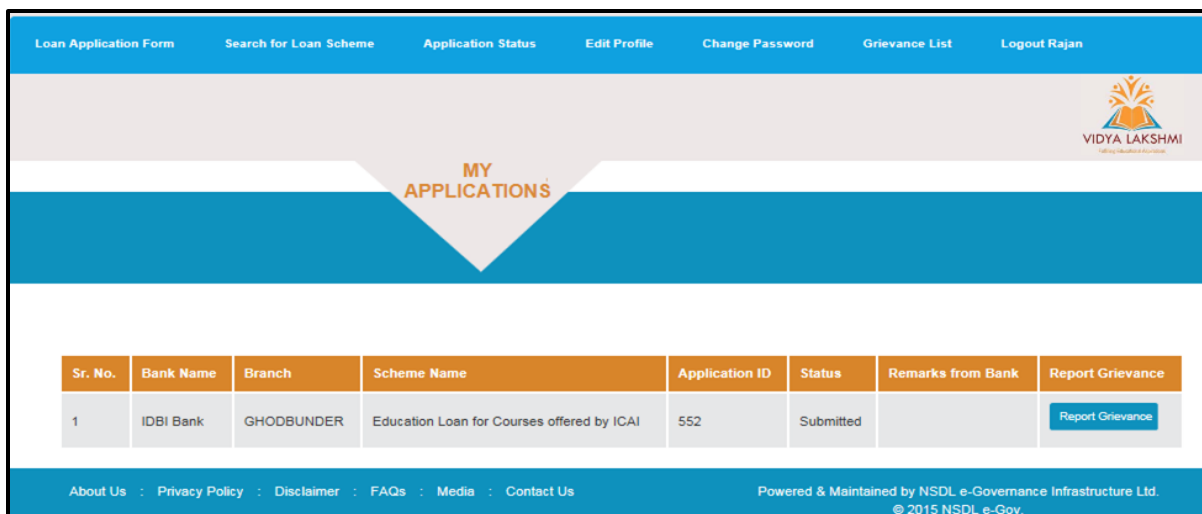 Loan Application Form Search for Loan Scheme Application Status Edit Profile Change Password Grievance List Logout Rajan
VIDYA LAKSHMI
MY
APPLICATIONS
Sr. No. Bank Name Branch Scheme Name Application ID Status Remarks from Bank Report Grievance
1 IDBI Bank GHODBUNDER Education Loan for Courses offered by ICAI 552 Submitted Report Grievance
About Us : Privacy Policy : Disclaimer : FAQs : Media : Contact Us Powered & Maintained by NSDL e-Governance Infrastructure Ltd.
© 2015 NSDL e-Gov.